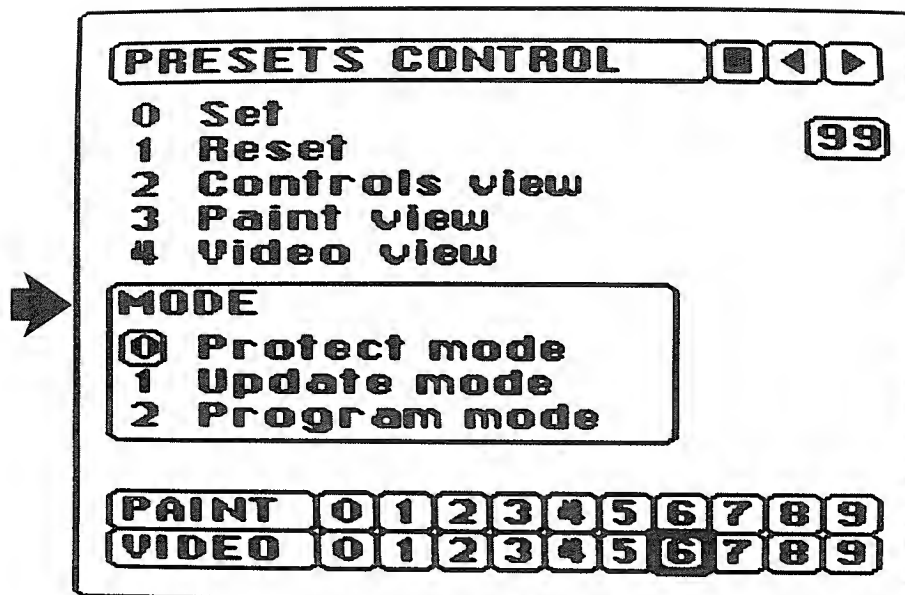 PRESETS CONTROL
99
0 Set
1 Reset
2 Controls view
3 Paint view
4 Video view
MODE
0 Protect mode
1 Update mode
2 Program mode
PAINT 0 1 2 3 4 5 6 7 8 9
VIDEO 0 1 2 3 4 5 6 7 8 9